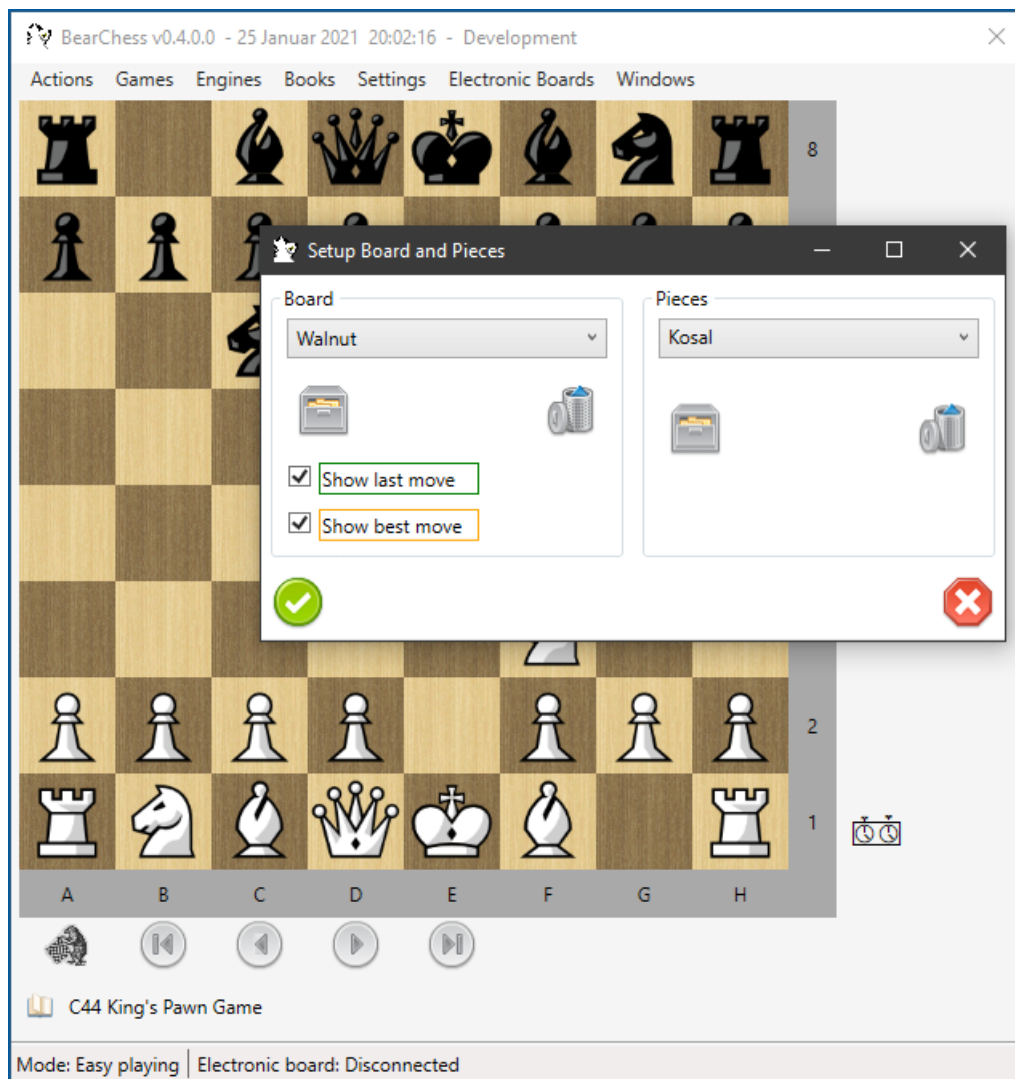 BearChess v0.4.0.0 - 25 Januar 2021 20:02:16 - Development
Actions Games Engines Books Settings Electronic Boards Windows
8
Setup Board and Pieces
Board Pieces
Walnut Kosal
Show last move
Show best move
2
1
A B C D E F G H
C44 King's Pawn Game
Mode: Easy playing Electronic board: Disconnected